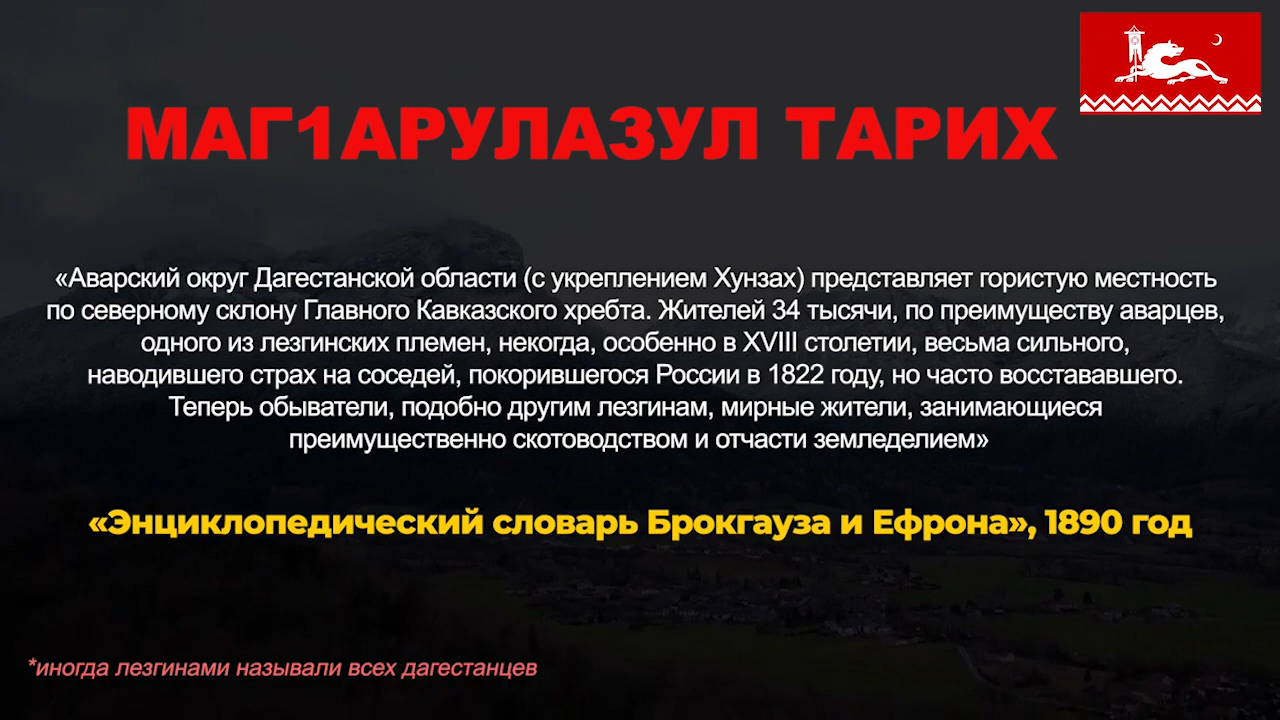 МАГ1АРУЛАЗУЛ ТАРИХ
«Аварский округ Дагестанской области (с укреплением Хунзах) представляет гористую местность
по северному склону Главного Кавказского хребта. Жителей 34 тысячи, по преимуществу аварцев,
одного из лезгинских племен, некогда, особенно в XVIII столетии, весьма сильного,
наводившего страх на соседей, покорившегося России в 1822 году, но часто восстававшего.
Теперь обыватели, подобно другим лезгинам, мирные жители, занимающиеся
преимущественно скотоводством и отчасти земледелием»
«Энциклопедический словарь Брокгауза и Ефрона», 1890 год
*иногда лезгинами называли всех дагестанцев